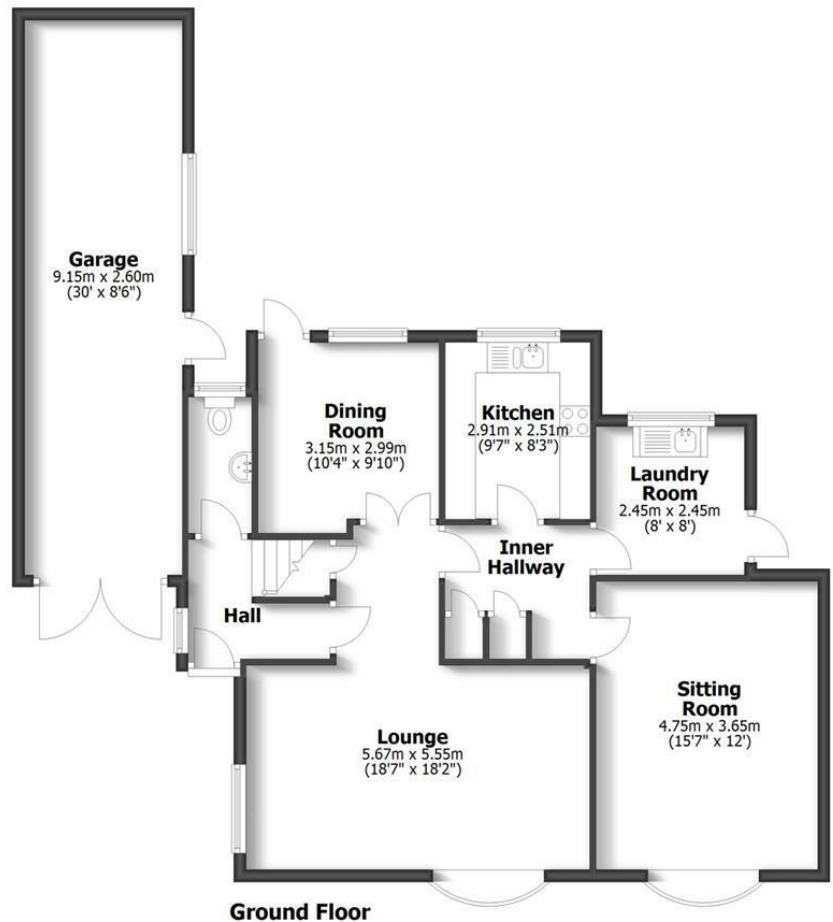 Garage
9.15m x 2.60m
(30' x 8'6")
Dining
Room
3.15m x 2.99m
(10'4" x 9'10")
Kitchen
2.91m x 2.51m
(9'7" x 8'3")
Laundry
Room
2.45m x 2.45m
(8' x 8')
Inner
Hallway
Hall
Lounge
5.67m x 5.55m
(18'7" x 18'2")
Sitting
Room
4.75m x 3.65m
(15'7" x 12')
Ground Floor